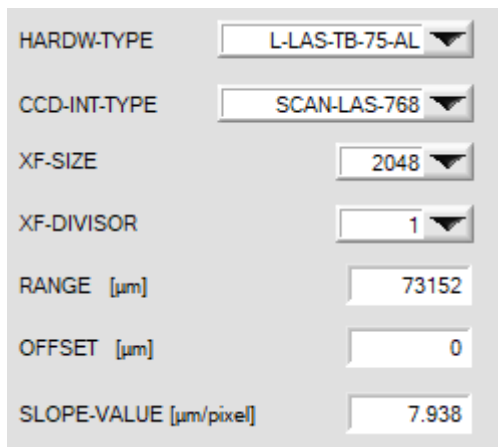 HARDW-TYPE L-LAS-TB-75-AL
CCD-INT-TYPE SCAN-LAS-768
XF-SIZE 2048
XF-DIVISOR 1
RANGE [µm] 73152
OFFSET [µm] 0
SLOPE-VALUE [µm/pixel] 7.938